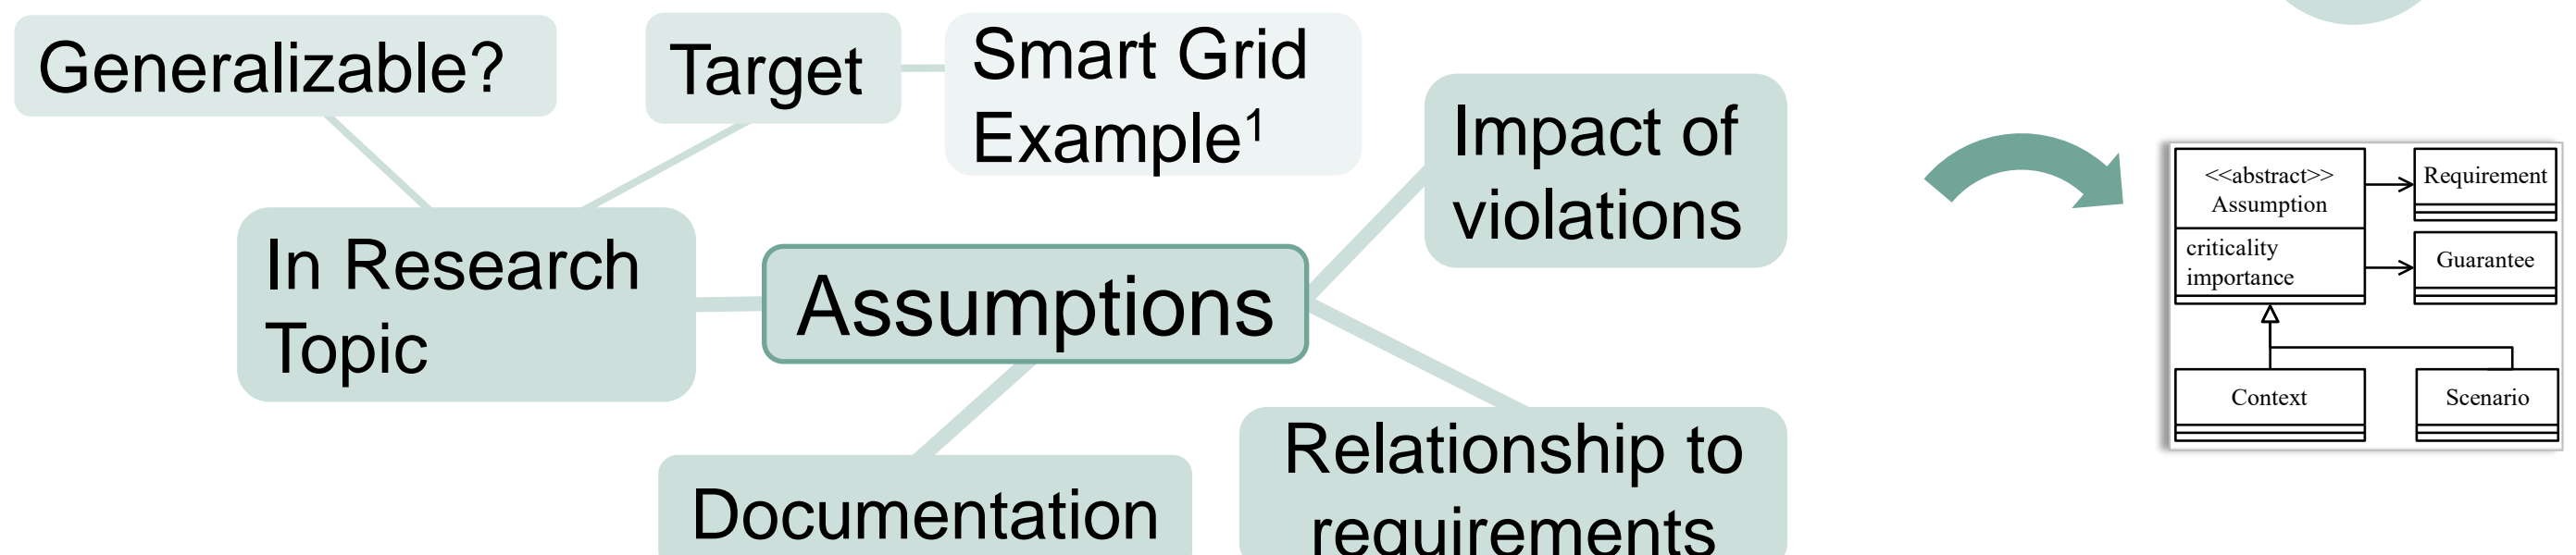 Generalizable?
Target
Smart Grid
Example¹
Impact of
violations
In Research
Topic
Assumptions
Documentation
Relationship to
requirements
<<abstract>>
Assumption
criticality
importance
Requirement
Guarantee
Context
Scenario